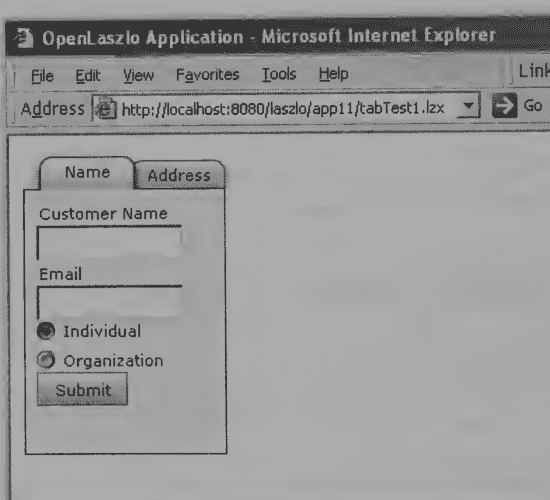 OpenLaszlo Application - Microsoft Internet Explorer
File Edit View Favorites Tools Help Link
Address http://localhost:8080/laszlo/app11/tabTest1.lzx Go
Name Address
Customer Name
Email
Individual
Organization
Submit